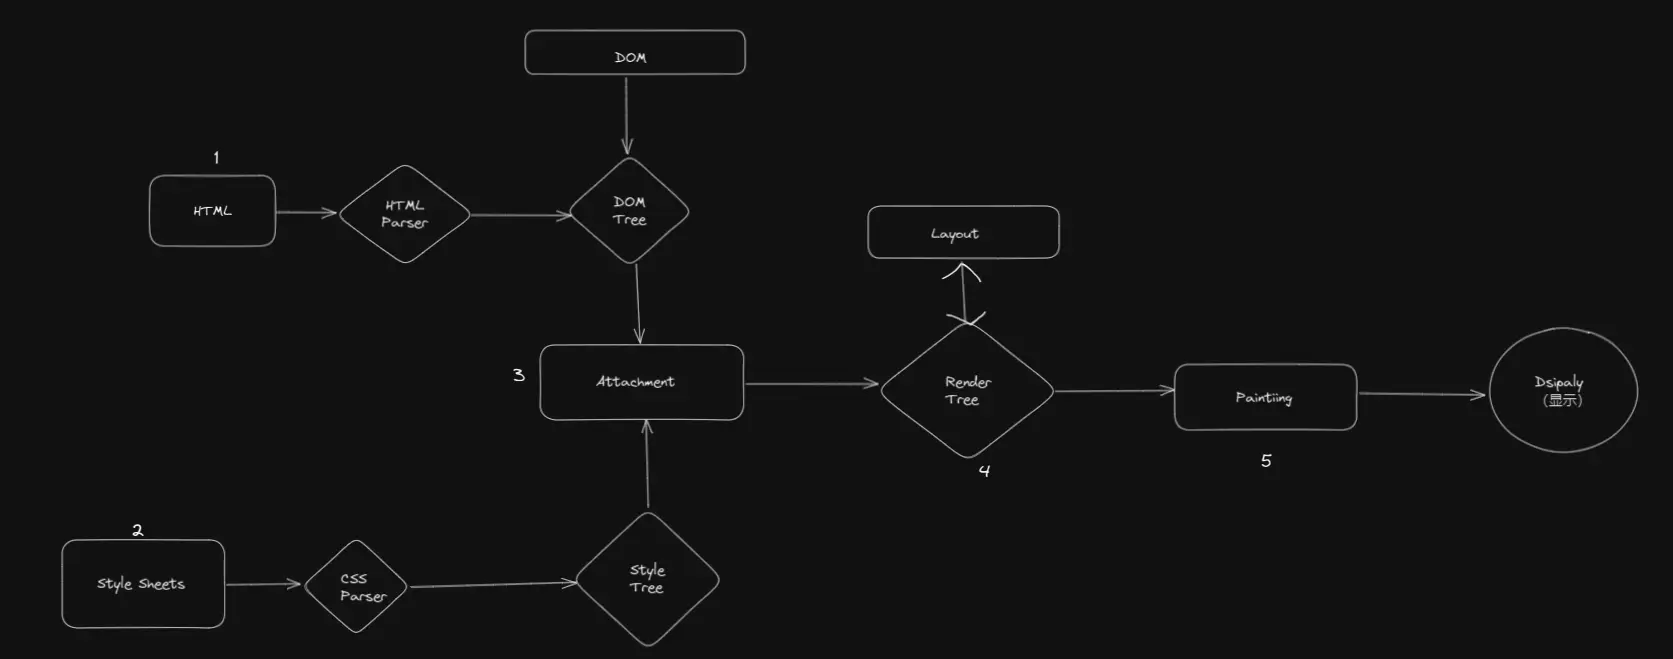 DOM
1
HTML
HTML
Parser
DOM
Tree
Layout
3
Attachment
Render
Tree
Paintiing
Dsipaly
(显示)
4
5
2
Style Sheets
CSS
Parser
Style
Tree